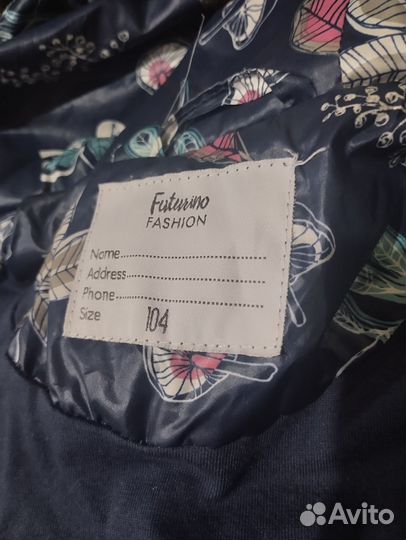 Futurino
FASHION
Name
Address
Phone
Size 104
Avito